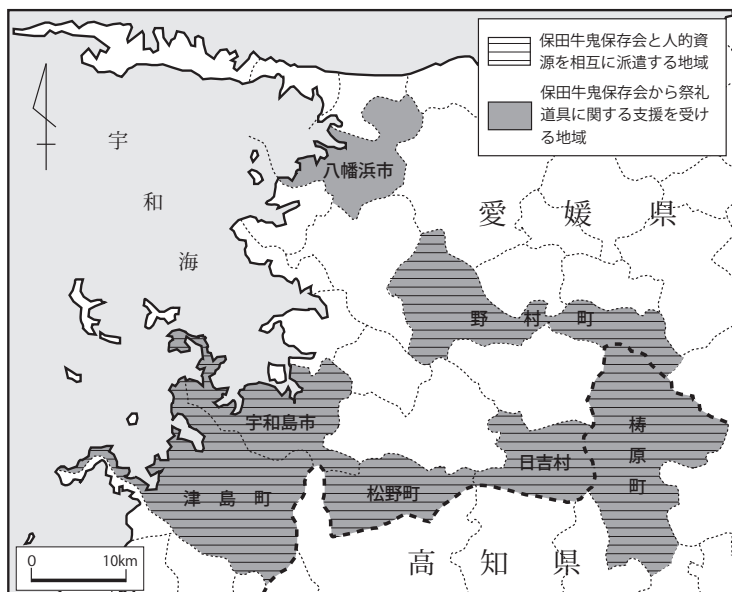 保田牛鬼保存会と人的資
源を相互に派遣する地域
保田牛鬼保存会から祭礼
道具に関する支援を受け
る地域
宇和海
八幡浜市
愛媛県
野村町
宇和島市
梼原町
日吉村
松野町
津島町
高知県
0 10km